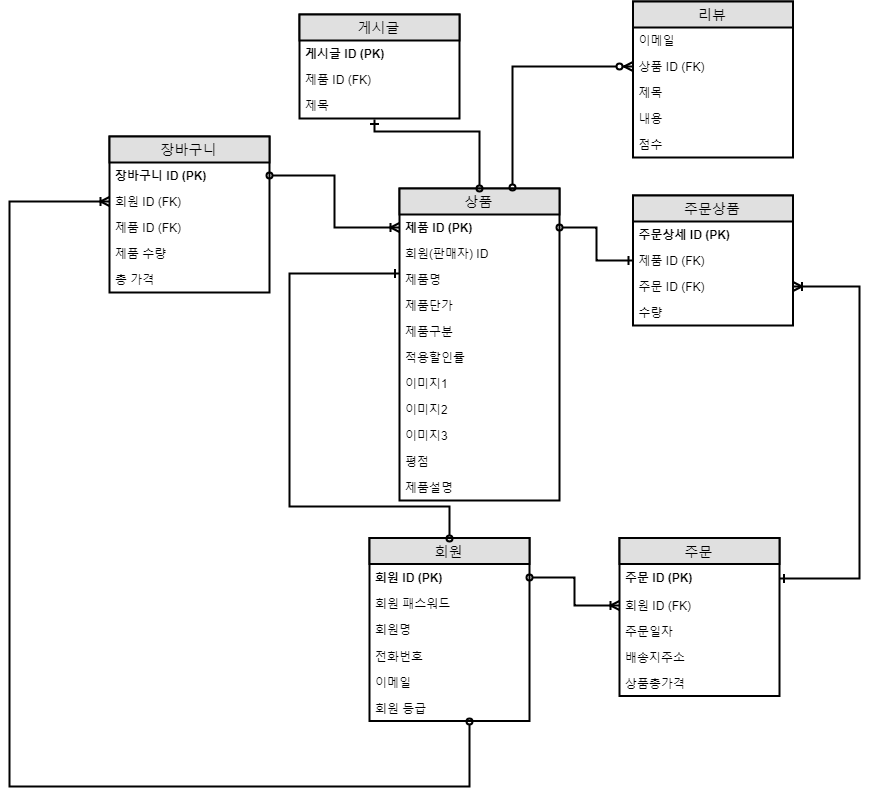 게시글
게시글 ID (PK)
제품 ID (FK)
제목
리뷰
이메일
상품 ID (FK)
제목
내용
점수
장바구니
장바구니 ID (PK)
회원 ID (FK)
제품 ID (FK)
제품 수량
총 가격
상품
제품 ID (PK)
회원(판매자) ID
제품명
제품단가
제품구분
적용할인률
이미지1
이미지2
이미지3
평점
제품설명
주문상품
주문상세 ID (PK)
제품 ID (FK)
주문 ID (FK)
수량
회원
회원 ID (PK)
회원 패스워드
회원명
전화번호
이메일
회원 등급
주문
주문 ID (PK)
회원 ID (FK)
주문일자
배송지주소
상품총가격